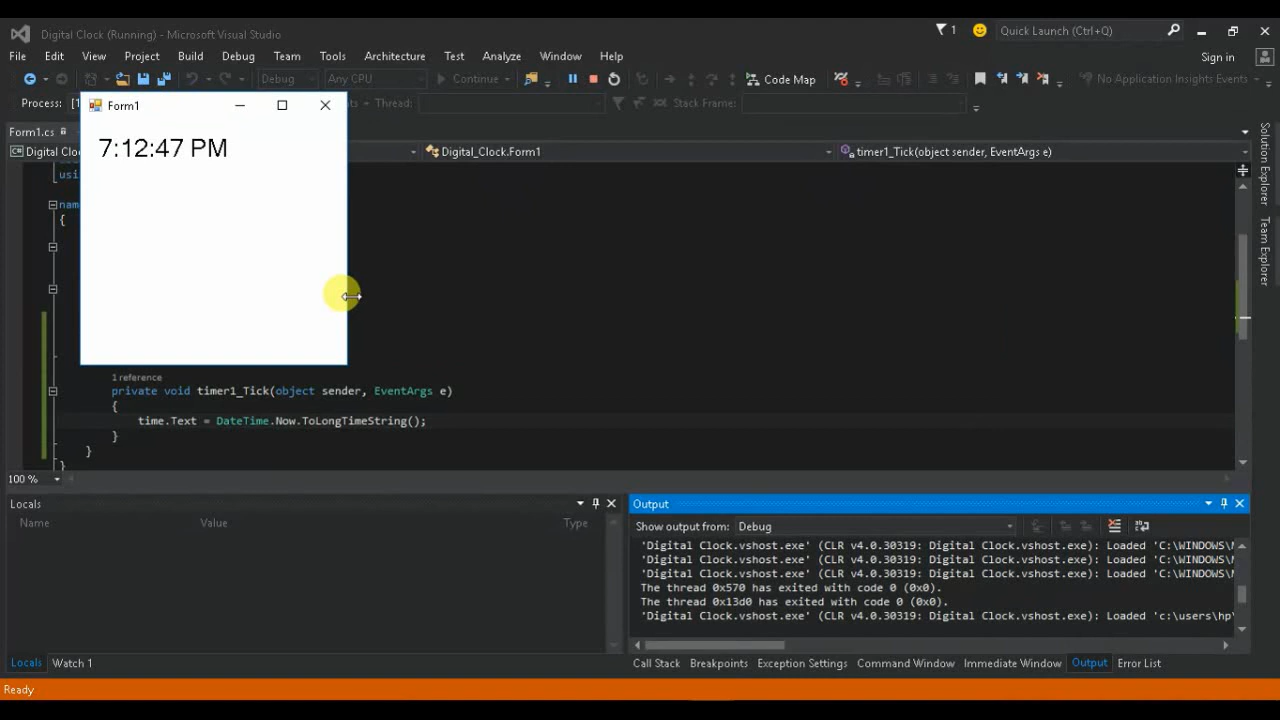 Digital Clock (Running) - Microsoft Visual Studio
1
Quick Launch (Ctrl+Q)
File Edit View Project Build Debug Team Tools Architecture Test Analyze Window Help
Sign in
Debug Any CPU Continue Code Map No Application Insights Events
Process: [1 Thread: Stack Frame:
Form1
7:12:47 PM
Form1.cs
Digital Cloc
Digital_Clock.Form1
timer1_Tick(object sender, EventArgs e)
usi
nam
{
1 reference
private void timer1_Tick(object sender, EventArgs e)
{
time.Text = DateTime.Now.ToLongTimeString();
}
}
}
100 %
Solution Explorer
Team Explorer
Locals
Name Value Type
Locals Watch 1
Output
Show output from: Debug
'Digital Clock.vshost.exe' (CLR v4.0.30319: Digital Clock.vshost.exe): Loaded 'C:\WINDOWS\M
'Digital Clock.vshost.exe' (CLR v4.0.30319: Digital Clock.vshost.exe): Loaded 'C:\WINDOWS\M
'Digital Clock.vshost.exe' (CLR v4.0.30319: Digital Clock.vshost.exe): Loaded 'C:\WINDOWS\M
The thread 0x570 has exited with code 0 (0x0).
The thread 0x13d0 has exited with code 0 (0x0).
'Digital Clock.vshost.exe' (CLR v4.0.30319: Digital Clock.vshost.exe): Loaded 'c:\users\hp\
Call Stack Breakpoints Exception Settings Command Window Immediate Window Output Error List
Ready